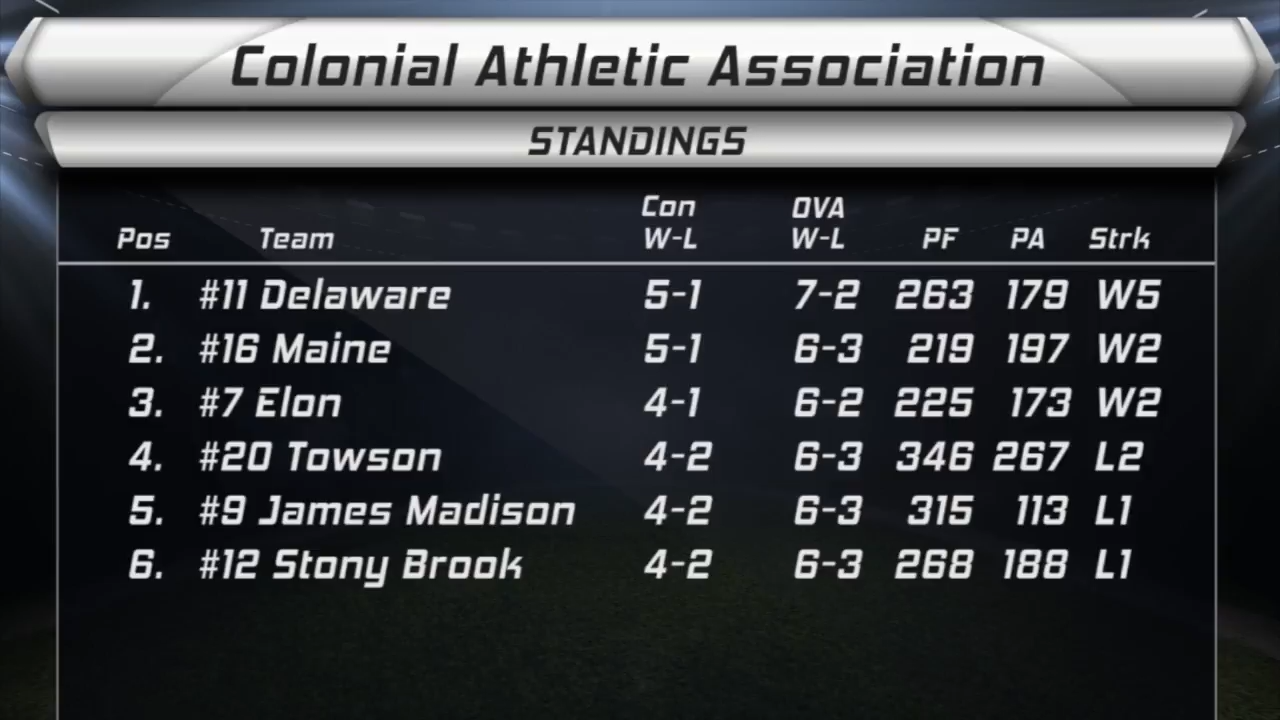 Colonial Athletic Association
STANDINGS
Pos Team Con W-L OVA W-L PF PA Strk
1. #11 Delaware 5-1 7-2 263 179 W5
2. #16 Maine 5-1 6-3 219 197 W2
3. #7 Elon 4-1 6-2 225 173 W2
4. #20 Towson 4-2 6-3 346 267 L2
5. #9 James Madison 4-2 6-3 315 113 L1
6. #12 Stony Brook 4-2 6-3 268 188 L1